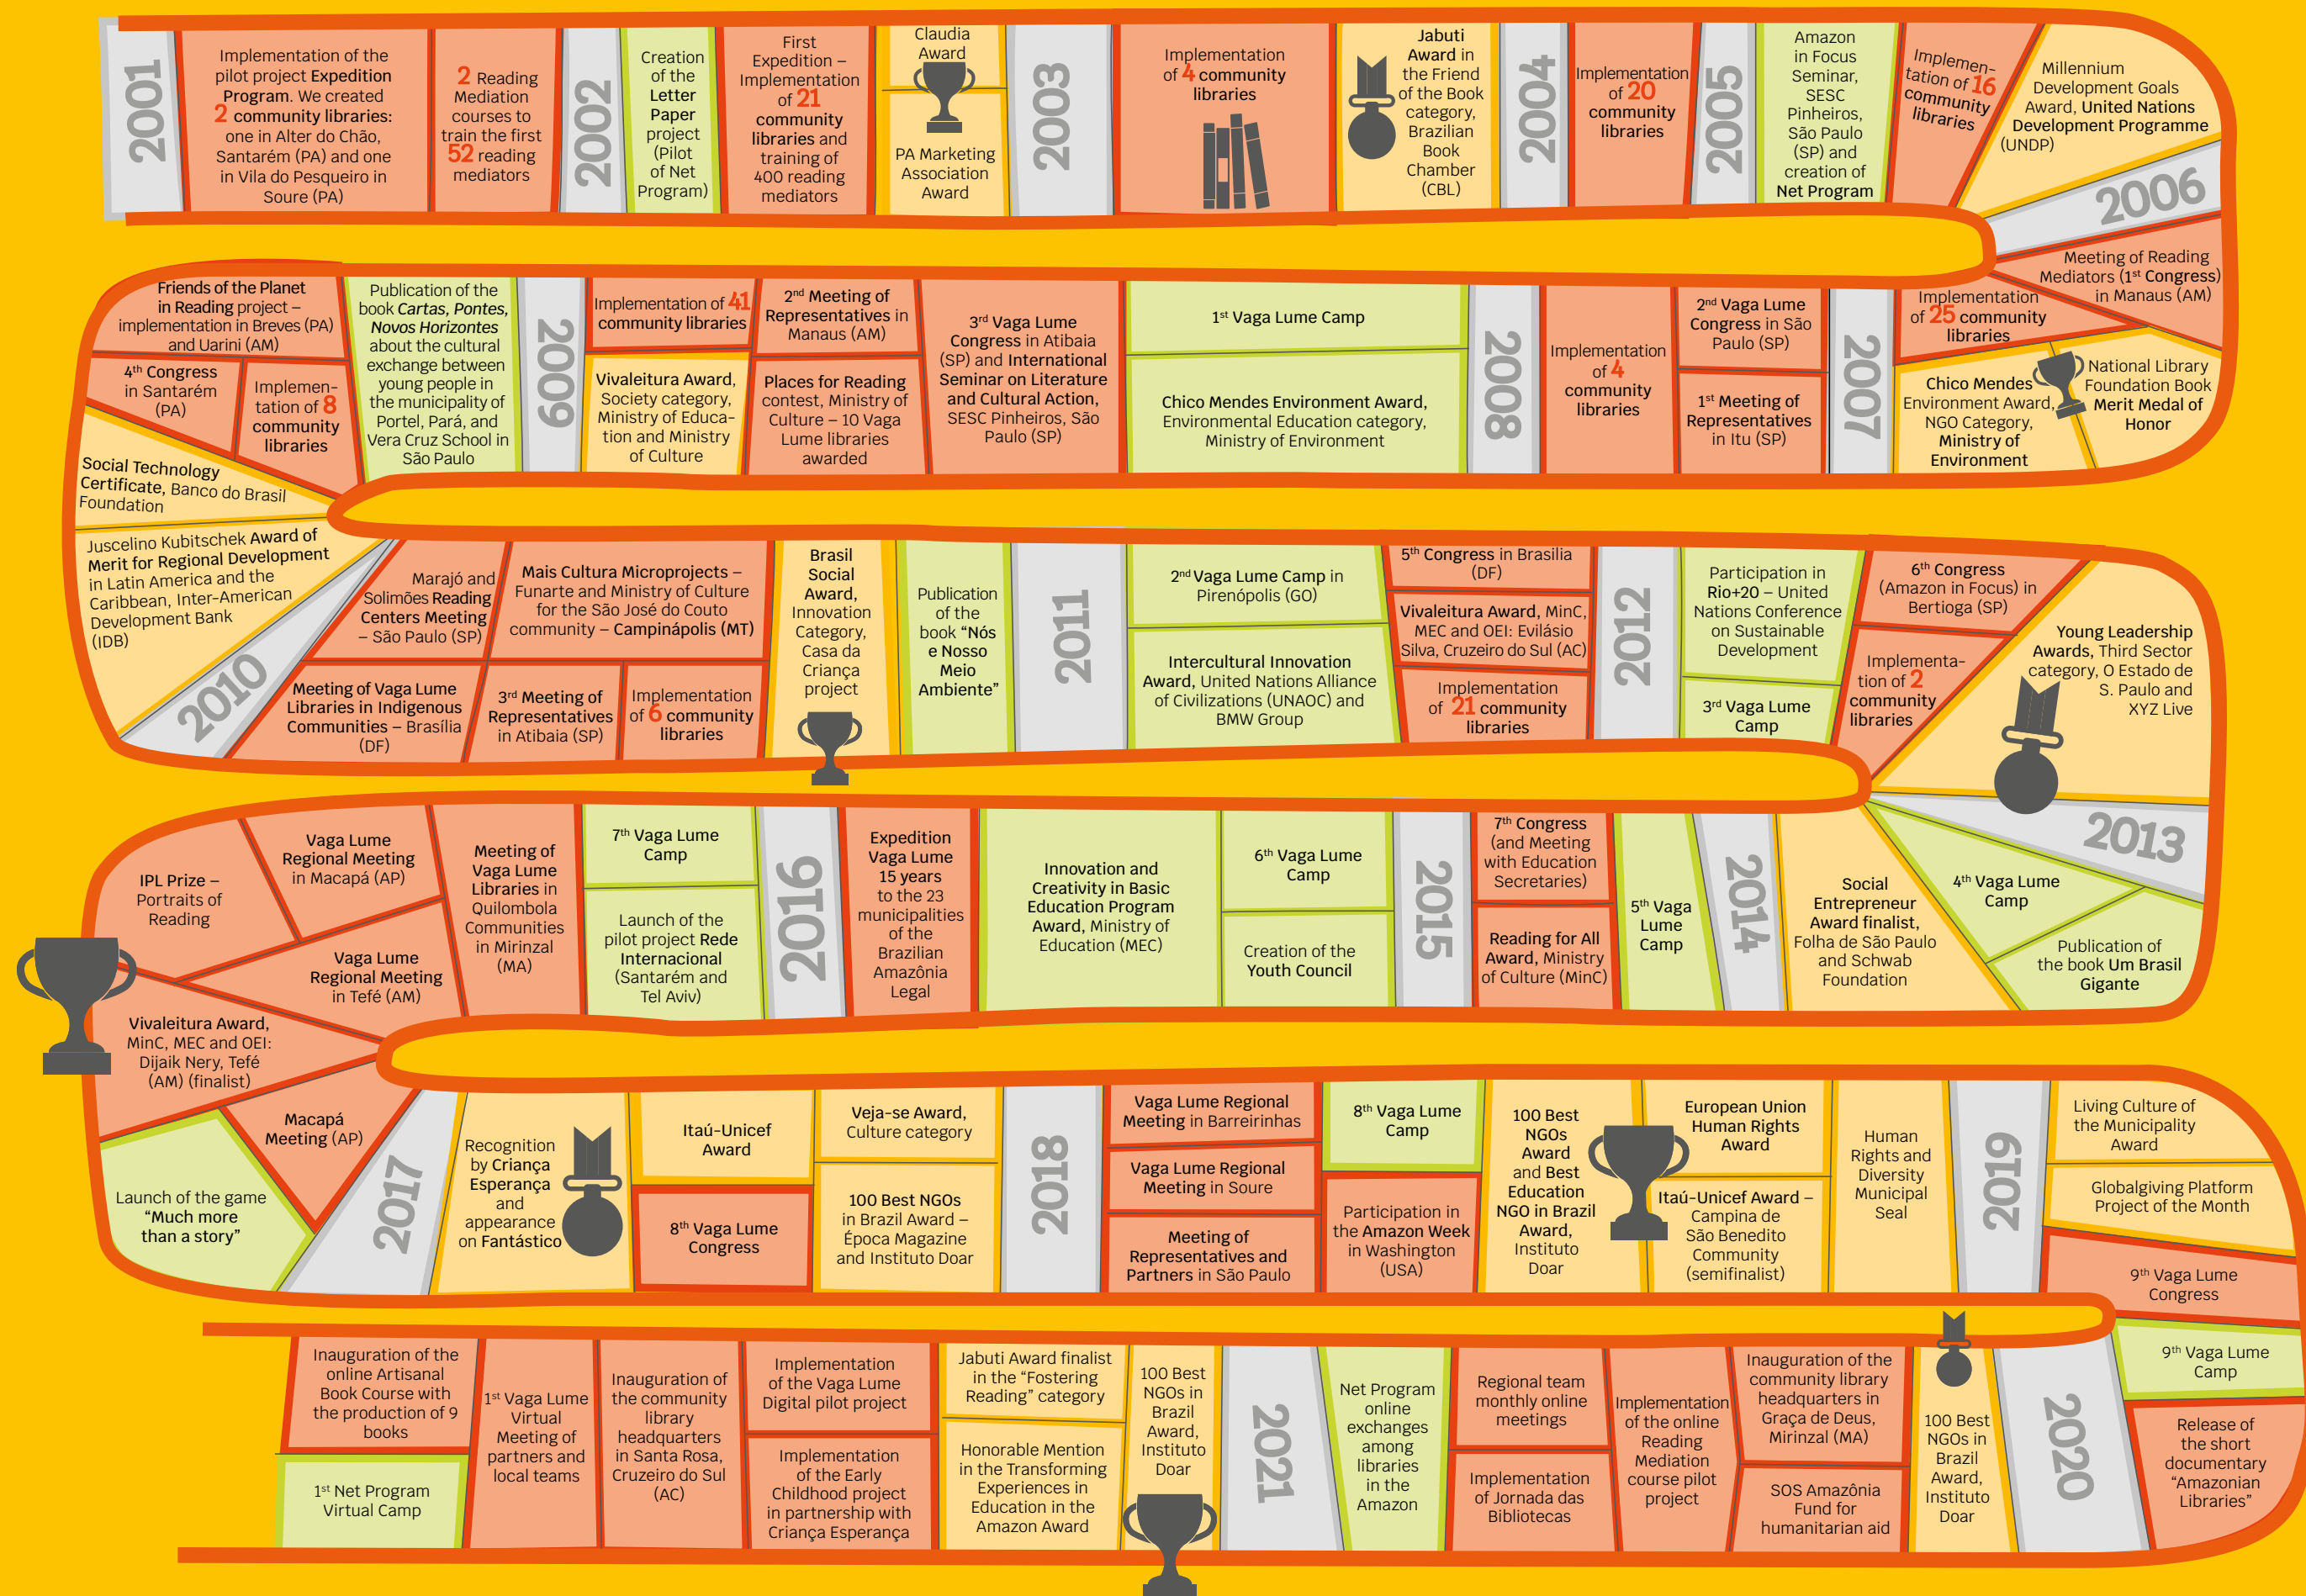 2001
Implementation of the
pilot project Expedition
Program. We created
2 community libraries:
one in Alter do Chão,
Santarém (PA) and one
in Vila do Pesqueiro in
Soure (PA)
2 Reading
Mediation
courses to
train the first
52 reading
mediators
2002
Creation
of the
Letter
Paper
project
(Pilot
of Net
Program)
First
Expedition –
Implementation
of 21
community
libraries and
training of
400 reading
mediators
Claudia
Award
PA Marketing
Association
Award
2003
Implementation
of 4 community
libraries
Jabuti
Award in
the Friend
of the Book
category,
Brazilian
Book
Chamber
(CBL)
2004
Implementation
of 20
community
libraries
2005
Amazon
in Focus
Seminar,
SESC
Pinheiros,
São Paulo
(SP) and
creation of
Net Program
Implemen-
tation of 16
community
libraries
Millennium
Development Goals
Award, United Nations
Development Programme
(UNDP)
2006
Meeting of Reading
Mediators (1st Congress)
in Manaus (AM)
Implementation
of 25 community
libraries
National Library
Foundation Book
Merit Medal of
Honor
Chico Mendes
Environment Award,
NGO Category,
Ministry of
Environment
2007
2nd Vaga Lume
Congress in São
Paulo (SP)
1st Meeting of
Representatives
in Itu (SP)
Implementation
of 4
community
libraries
2008
1st Vaga Lume Camp
Chico Mendes Environment Award,
Environmental Education category,
Ministry of Environment
3rd Vaga Lume
Congress in Atibaia
(SP) and International
Seminar on Literature
and Cultural Action,
SESC Pinheiros, São
Paulo (SP)
2nd Meeting of
Representatives in
Manaus (AM)
Places for Reading
contest, Ministry of
Culture – 10 Vaga
Lume libraries
awarded
Implementation of 41
community libraries
Vivaleitura Award,
Society category,
Ministry of Educa-
tion and Ministry
of Culture
2009
Publication of the
book Cartas, Pontes,
Novos Horizontes
about the cultural
exchange between
young people in
the municipality of
Portel, Pará, and
Vera Cruz School in
São Paulo
Friends of the Planet
in Reading project –
implementation in Breves (PA)
and Uarini (AM)
4th Congress
in Santarém
(PA)
Implemen-
tation of 8
community
libraries
Social Technology
Certificate, Banco do Brasil
Foundation
Juscelino Kubitschek Award of
Merit for Regional Development
in Latin America and the
Caribbean, Inter-American
Development Bank
(IDB)
2010
Marajó and
Solimões Reading
Centers Meeting
– São Paulo (SP)
Meeting of Vaga Lume
Libraries in Indigenous
Communities – Brasília
(DF)
Mais Cultura Microprojects –
Funarte and Ministry of Culture
for the São José do Couto
community – Campinápolis (MT)
3rd Meeting of
Representatives
in Atibaia (SP)
Implementation
of 6 community
libraries
Brasil
Social
Award,
Innovation
Category,
Casa da
Criança
project
Publication
of the
book “Nós
e Nosso
Meio
Ambiente”
2011
2nd Vaga Lume Camp in
Pirenópolis (GO)
Intercultural Innovation
Award, United Nations Alliance
of Civilizations (UNAOC) and
BMW Group
5th Congress in Brasilia
(DF)
Vivaleitura Award, MinC,
MEC and OEI: Evilásio
Silva, Cruzeiro do Sul (AC)
Implementation
of 21 community
libraries
2012
Participation in
Rio+20 – United
Nations Conference
on Sustainable
Development
3rd Vaga Lume
Camp
6th Congress
(Amazon in Focus) in
Bertioga (SP)
Implementa-
tion of 2
community
libraries
Young Leadership
Awards, Third Sector
category, O Estado de
S. Paulo and
XYZ Live
2013
4th Vaga Lume
Camp
Publication of
the book Um Brasil
Gigante
Social
Entrepreneur
Award finalist,
Folha de São Paulo
and Schwab
Foundation
2014
5th Vaga
Lume
Camp
7th Congress
(and Meeting
with Education
Secretaries)
Reading for All
Award, Ministry
of Culture (MinC)
2015
6th Vaga Lume
Camp
Creation of the
Youth Council
Innovation and
Creativity in Basic
Education Program
Award, Ministry of
Education (MEC)
Expedition
Vaga Lume
15 years
to the 23
municipalities
of the
Brazilian
Amazônia
Legal
2016
7th Vaga Lume
Camp
Launch of the
pilot project Rede
Internacional
(Santarém and
Tel Aviv)
Meeting of
Vaga Lume
Libraries in
Quilombola
Communities
in Mirinzal
(MA)
Vaga Lume
Regional Meeting
in Macapá (AP)
Vaga Lume
Regional Meeting
in Tefé (AM)
IPL Prize –
Portraits of
Reading
Vivaleitura Award,
MinC, MEC and OEI:
Dijaik Nery, Tefé
(AM) (finalist)
Macapá
Meeting (AP)
Launch of the game
“Much more
than a story”
2017
Recognition
by Criança
Esperança
and
appearance
on Fantástico
Itaú-Unicef
Award
8th Vaga Lume
Congress
Veja-se Award,
Culture category
100 Best NGOs
in Brazil Award –
Época Magazine
and Instituto Doar
2018
Vaga Lume Regional
Meeting in Barreirinhas
Vaga Lume Regional
Meeting in Soure
Meeting of
Representatives and
Partners in São Paulo
8th Vaga Lume
Camp
Participation in
the Amazon Week
in Washington
(USA)
100 Best
NGOs
Award
and Best
Education
NGO in Brazil
Award,
Instituto
Doar
European Union
Human Rights
Award
Itaú-Unicef Award –
Campina de
São Benedito
Community
(semifinalist)
Human
Rights and
Diversity
Municipal
Seal
2019
Living Culture of
the Municipality
Award
Globalgiving Platform
Project of the Month
9th Vaga Lume
Congress
9th Vaga Lume
Camp
Release of
the short
documentary
“Amazonian
Libraries”
2020
100 Best
NGOs in
Brazil
Award,
Instituto
Doar
Inauguration of the
community library
headquarters in
Graça de Deus,
Mirinzal (MA)
SOS Amazônia
Fund for
humanitarian aid
Implementation
of the online
Reading
Mediation
course pilot
project
Regional team
monthly online
meetings
Implementation
of Jornada das
Bibliotecas
Net Program
online
exchanges
among
libraries
in the
Amazon
2021
100 Best
NGOs in
Brazil
Award,
Instituto
Doar
Jabuti Award finalist
in the “Fostering
Reading” category
Honorable Mention
in the Transforming
Experiences in
Education in the
Amazon Award
Implementation
of the Vaga Lume
Digital pilot project
Implementation
of the Early
Childhood project
in partnership with
Criança Esperança
Inauguration of
the community
library
headquarters
in Santa Rosa,
Cruzeiro do Sul
(AC)
1st Vaga Lume
Virtual
Meeting of
partners and
local teams
Inauguration of the
online Artisanal
Book Course with
the production of 9
books
1st Net Program
Virtual Camp